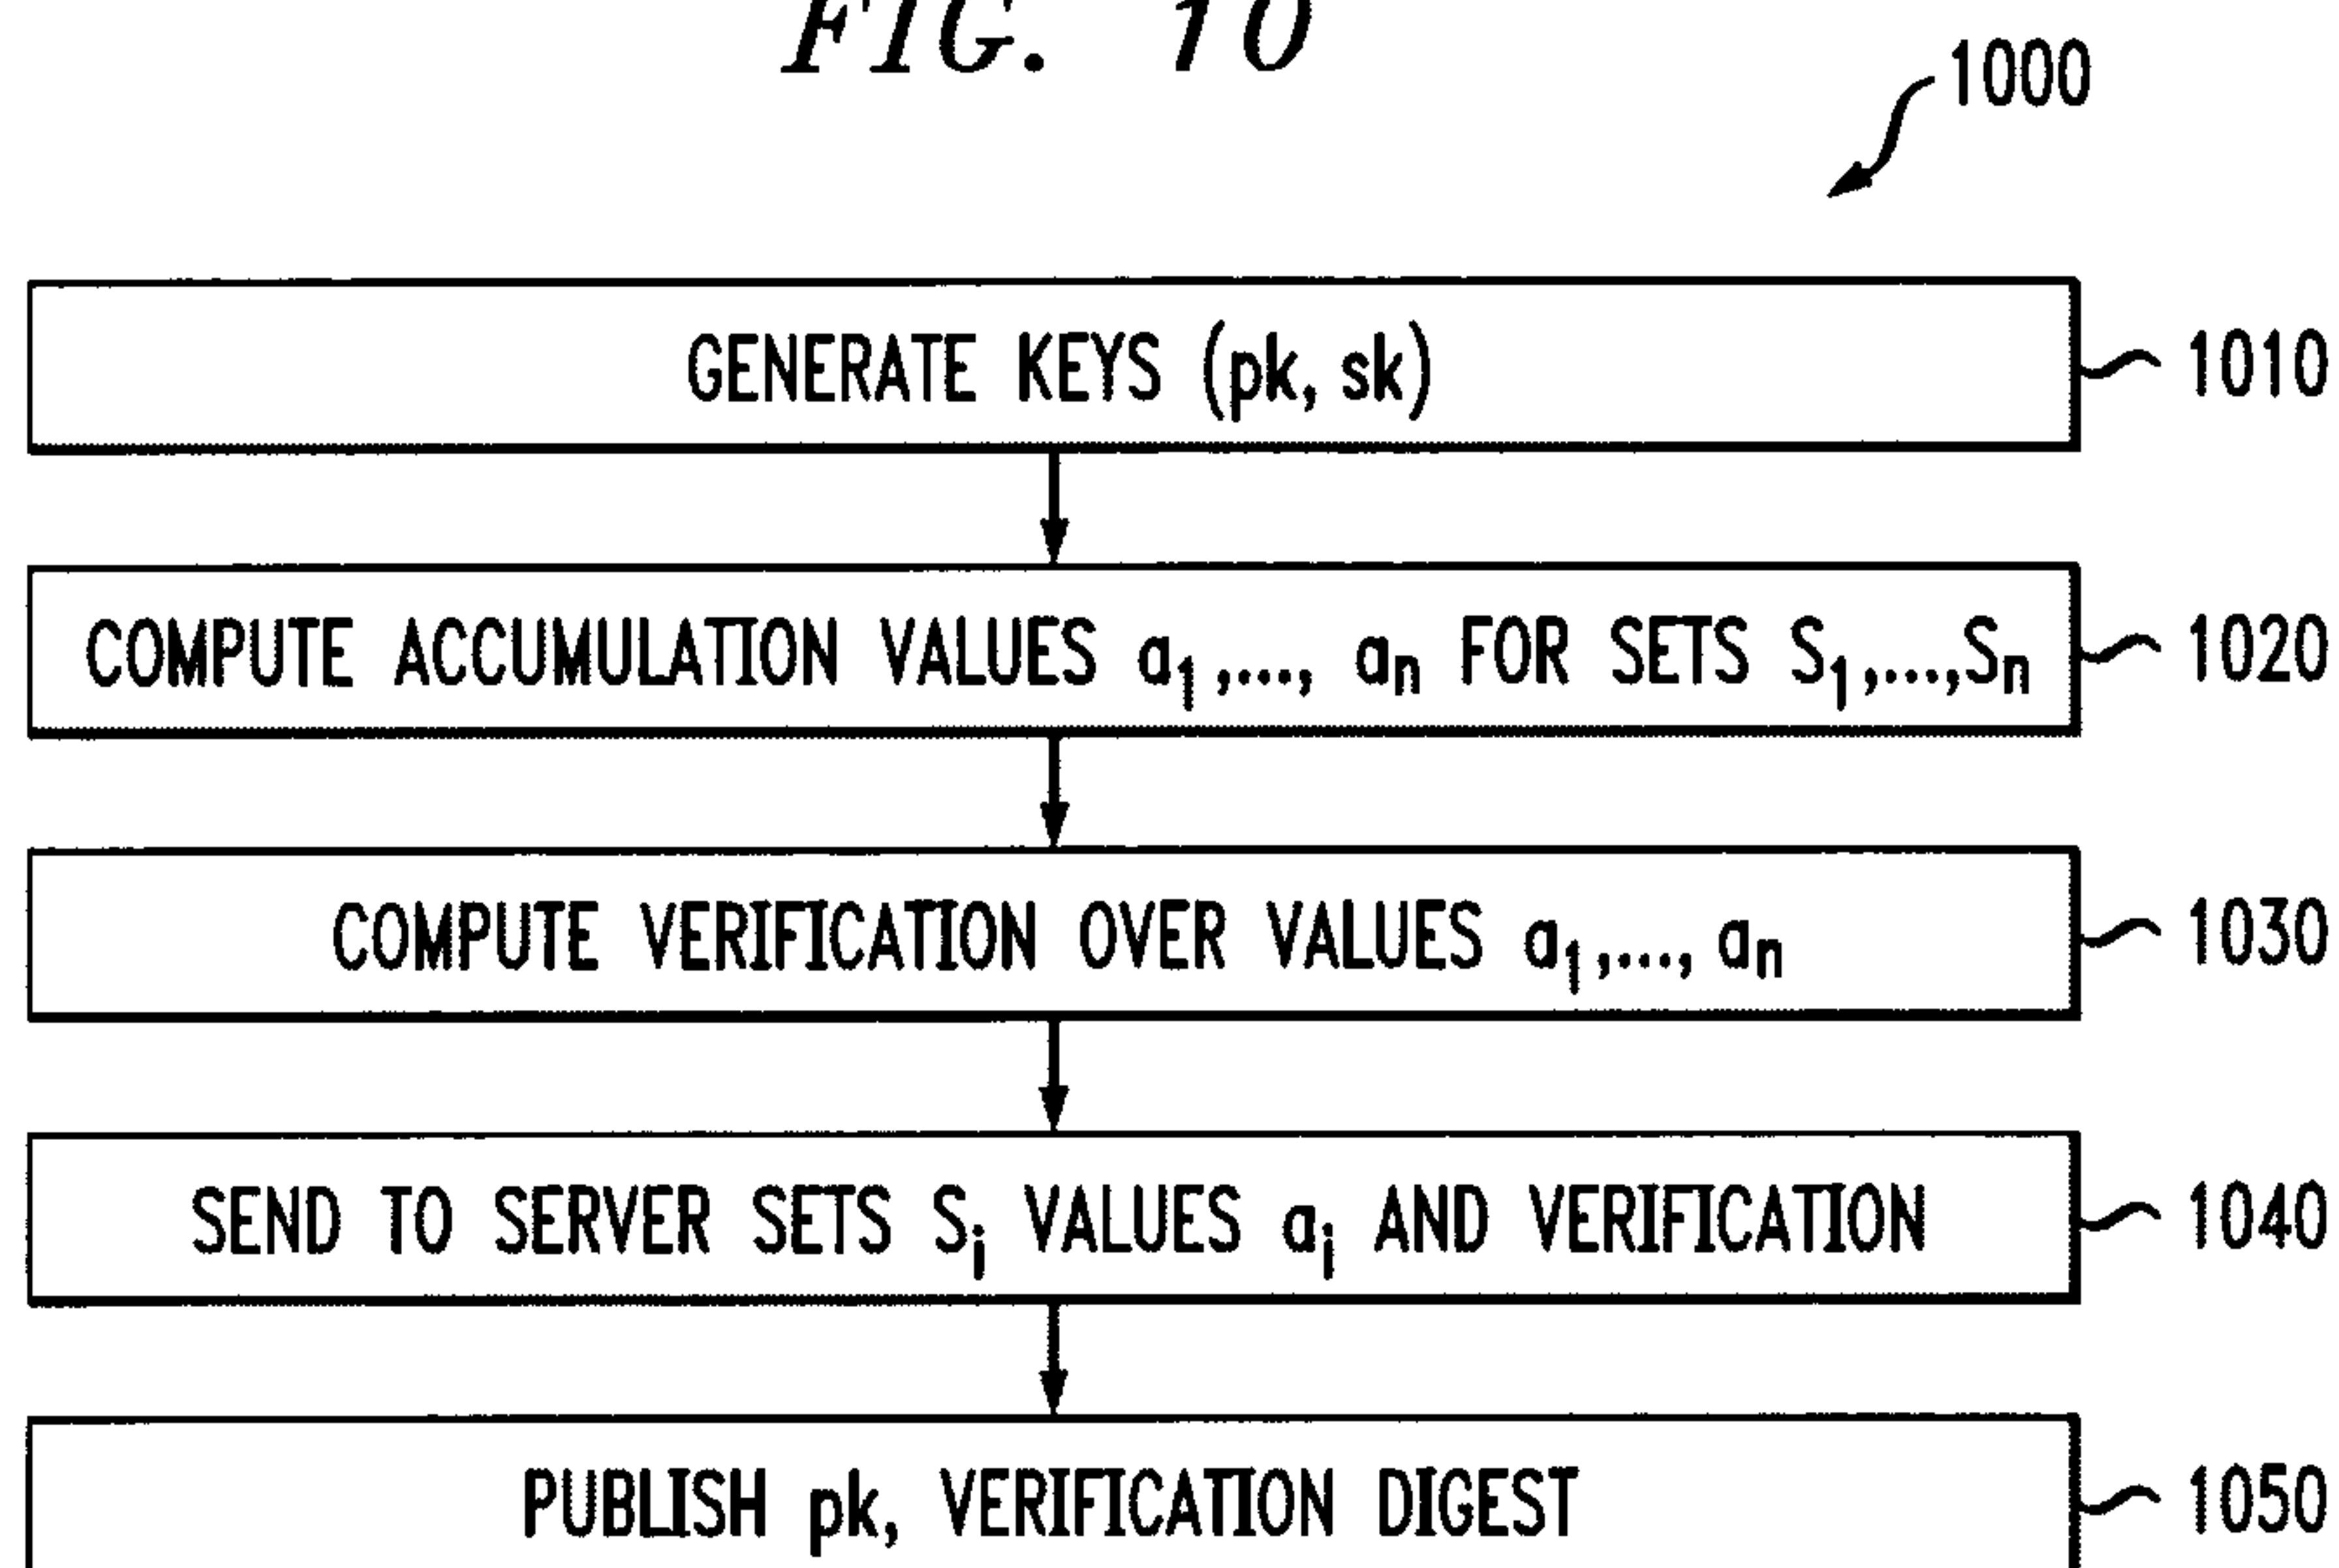 FIG. 10
1000
GENERATE KEYS (pk, sk)
1010
COMPUTE ACCUMULATION VALUES a1,..., an FOR SETS S1,...,Sn
1020
COMPUTE VERIFICATION OVER VALUES a1,..., an
1030
SEND TO SERVER SETS Si VALUES ai AND VERIFICATION
1040
PUBLISH pk, VERIFICATION DIGEST
1050